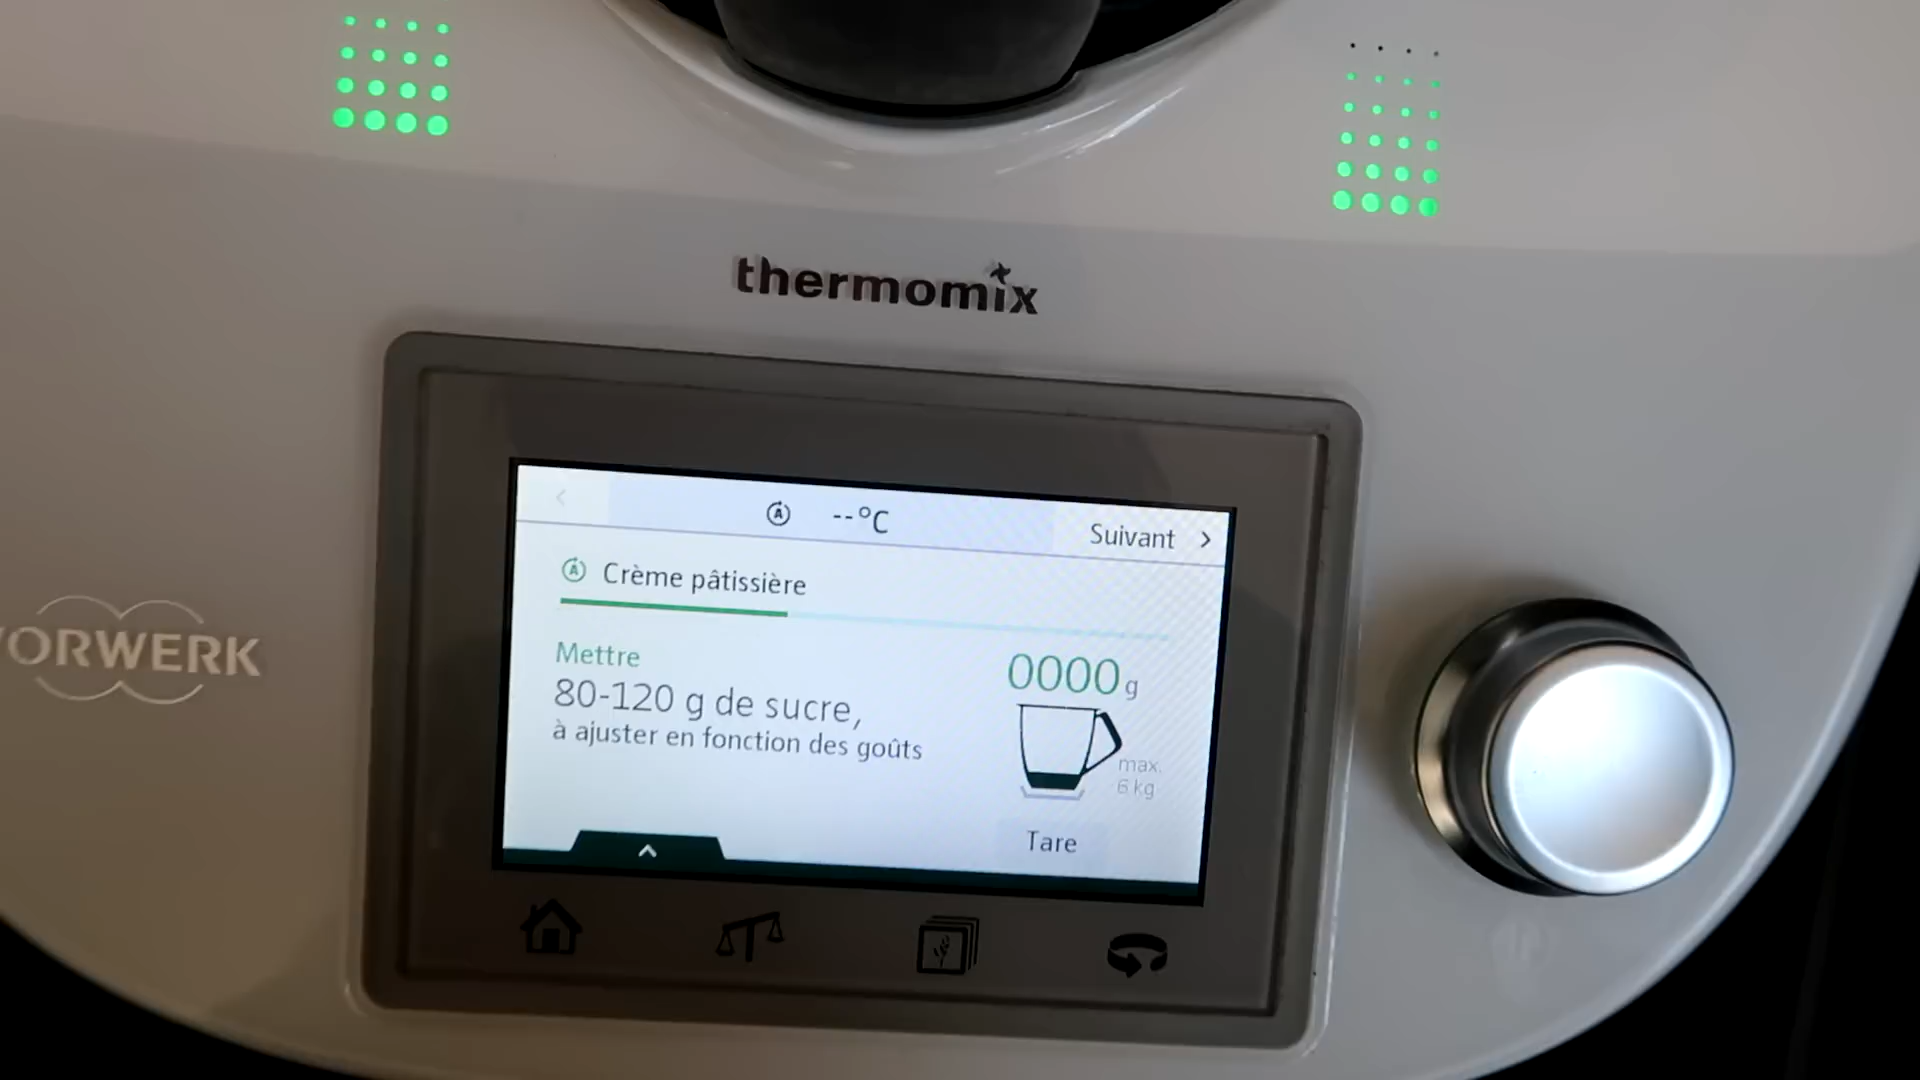 thermomix
VORWERK
--°C
Suivant >
Crème pâtissière
Mettre
80-120 g de sucre,
à ajuster en fonction des goûts
0000 g
max.
6 kg
Tare